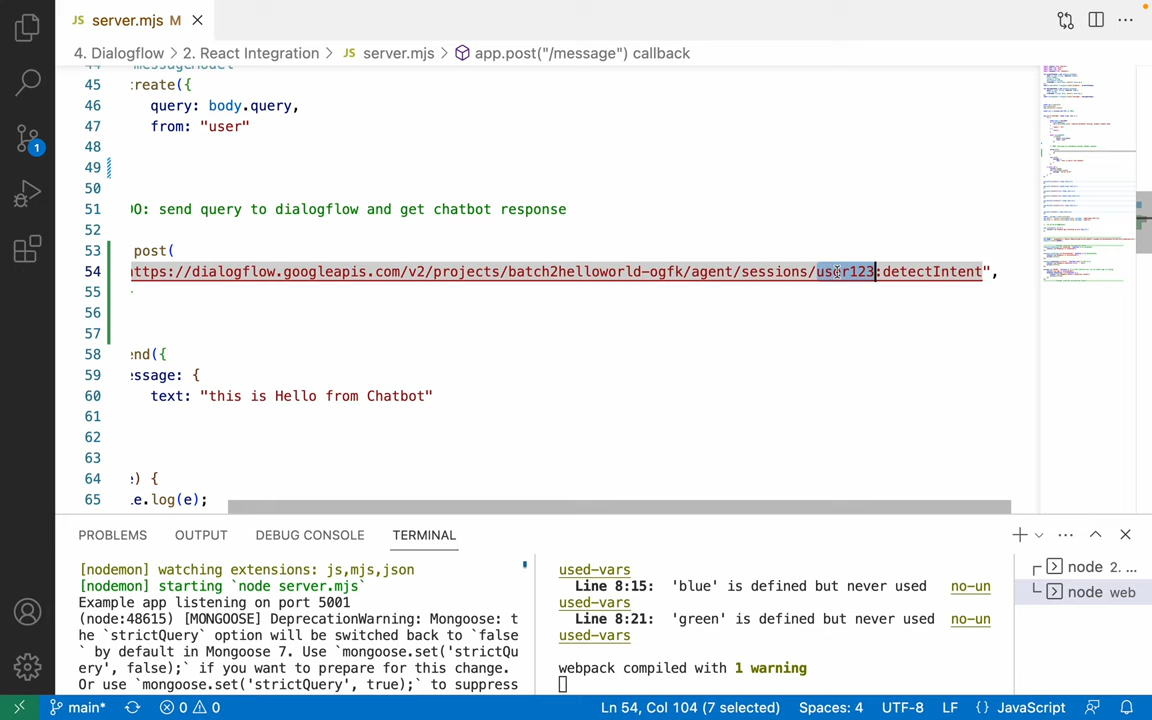 JS server.mjs M
4. Dialogflow > 2. React Integration > JS server.mjs > app.post("/message") callback
45 create({
46 query: body.query,
47 from: "user"
48
49
50
51 DO: send query to dialogflow and get chatbot response
52
53 post(
54 ttps://dialogflow.googleapis.com/v2/projects/batch2helloworld-ogfk/agent/sessions/user123:detectIntent",
55
56
57
58 end({
59 essage: {
60 text: "this is Hello from Chatbot"
61
62
63
64 e) {
65 e.log(e);
1
PROBLEMS OUTPUT DEBUG CONSOLE TERMINAL
[nodemon] watching extensions: js,mjs,json
[nodemon] starting `node server.mjs`
Example app listening on port 5001
(node:48615) [MONGOOSE] DeprecationWarning: Mongoose: t
he `strictQuery` option will be switched back to `false
` by default in Mongoose 7. Use `mongoose.set('strictQu
ery', false);` if you want to prepare for this change.
Or use `mongoose.set('strictQuery', true);` to suppress
used-vars
Line 8:15: 'blue' is defined but never used no-un
used-vars
Line 8:21: 'green' is defined but never used no-un
used-vars
webpack compiled with 1 warning
node 2. ...
node web
main* 0 0 Ln 54, Col 104 (7 selected) Spaces: 4 UTF-8 LF {} JavaScript